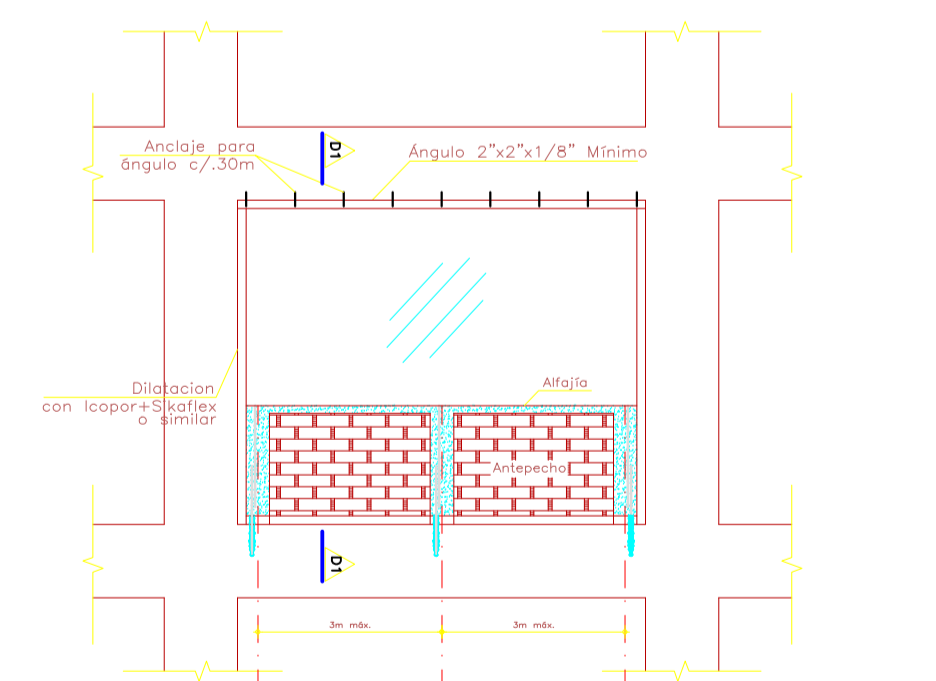 Anclaje para
ángulo c/.30m
D1
Ángulo 2"x2"x1/8" Mínimo
Dilatacion
con Icopor+Sikaflex
o similar
Alfajía
Antepecho
D1
3m máx.
3m máx.